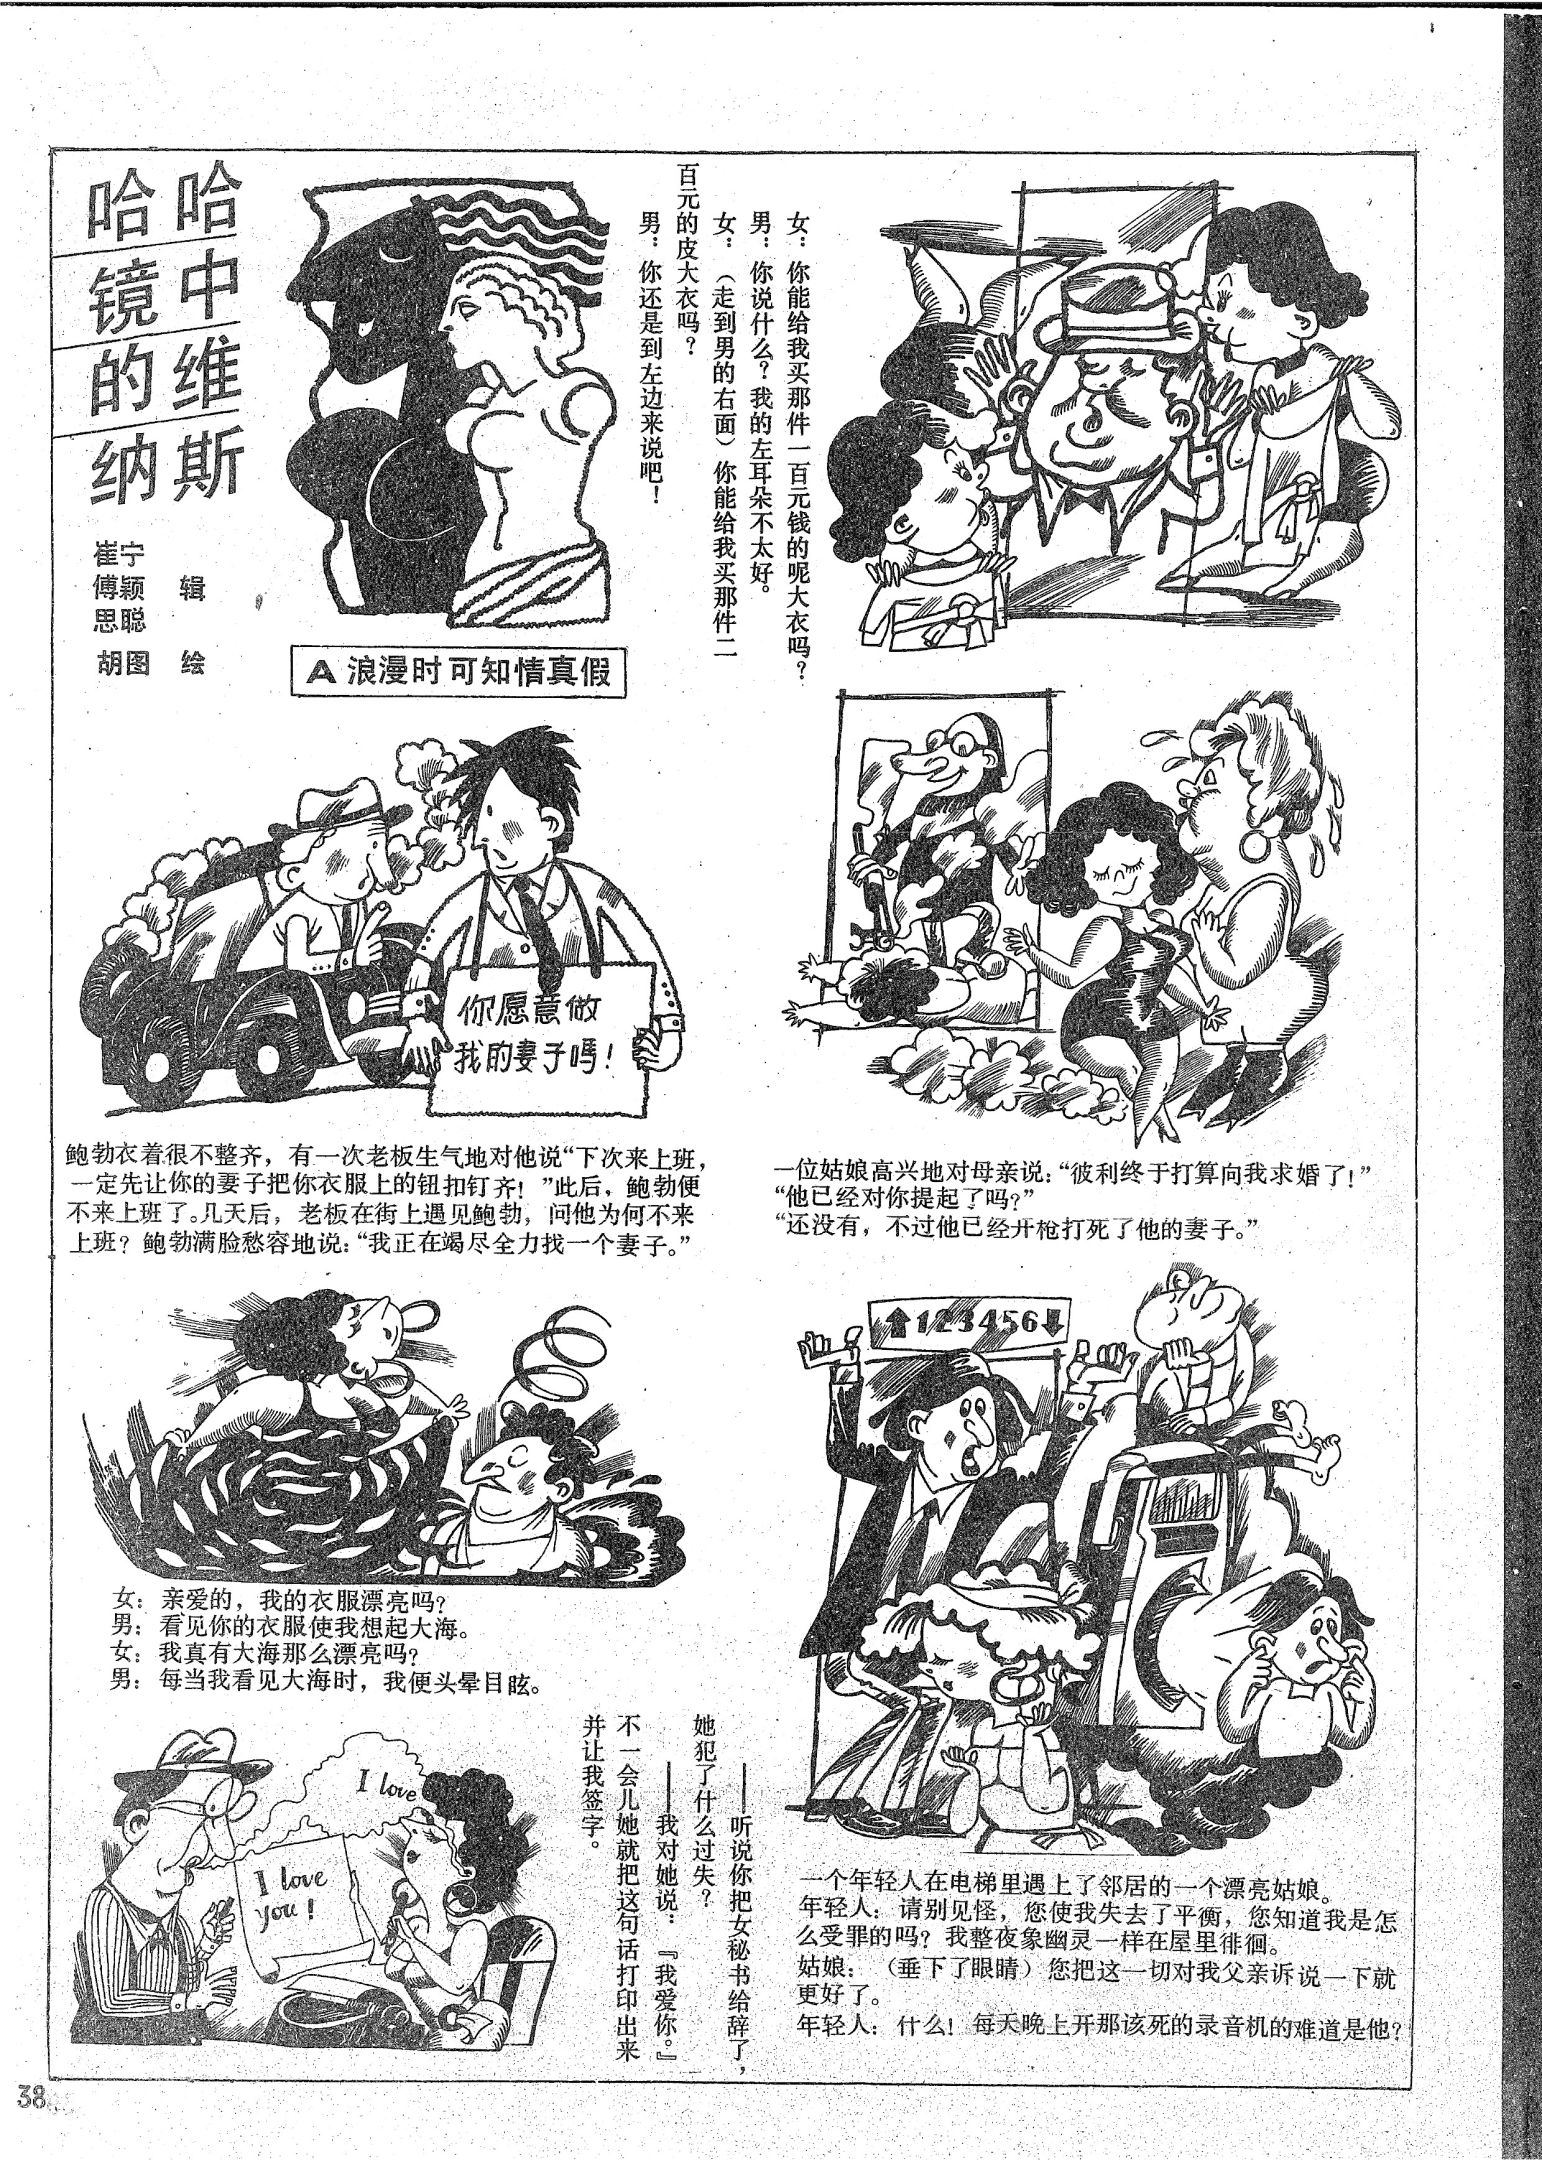 哈哈
镜中
的维
纳斯
崔宁
傅颖 辑
思聪
胡图 绘
A 浪漫时可知情真假
女：你能给我买那件一百元钱的呢大衣吗？
男：你说什么？我的左耳朵不太好。
女：（走到男的右面）你能给我买那件二
百元的皮大衣吗？
男：你还是到左边来说吧！
你愿意做
我的妻子嗎！
鲍勃衣着很不整齐，有一次老板生气地对他说“下次来上班，
一定先让你的妻子把你衣服上的钮扣钉齐！”此后，鲍勃便
不来上班了。几天后，老板在街上遇见鲍勃，问他为何不来
上班？鲍勃满脸愁容地说：“我正在竭尽全力找一个妻子。”
一位姑娘高兴地对母亲说：“彼利终于打算向我求婚了！”
“他已经对你提起了吗？”
“还没有，不过他已经开枪打死了他的妻子。”
女：亲爱的，我的衣服漂亮吗？
男：看见你的衣服使我想起大海。
女：我真有大海那么漂亮吗？
男：每当我看见大海时，我便头晕目眩。
123456
I love
I love
you!
——听说你把女秘书给辞了，
她犯了什么过失？
——我对她说：『我爱你。』
不一会儿她就把这句话打印出来
并让我签字。
一个年轻人在电梯里遇上了邻居的一个漂亮姑娘。
年轻人：请别见怪，您使我失去了平衡，您知道我是怎
么受罪的吗？我整夜象幽灵一样在屋里徘徊。
姑娘：（垂下了眼睛）您把这一切对我父亲诉说一下就
更好了。
年轻人：什么！每天晚上开那该死的录音机的难道是他？
38